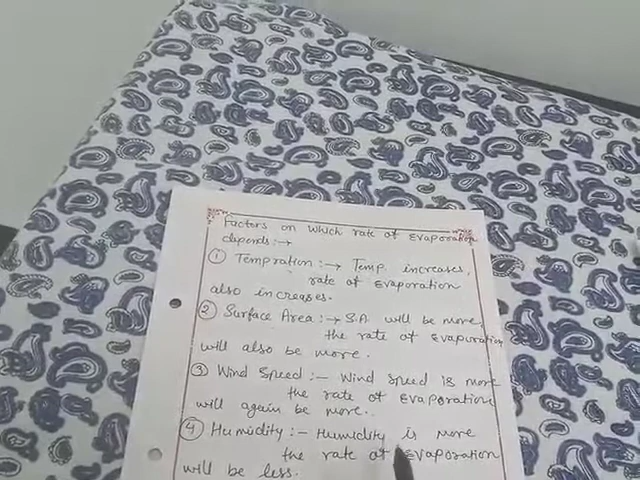 Factors on which rate of Evaporation
depends :→
① Tempration :→ Temp. increases,
rate of Evaporation
also increases.
② Surface Area :→ S.A will be more,
the rate of Evaporation
will also be more.
③ Wind Speed :- Wind speed is more
the rate of Evaporation
will again be more.
④ Humidity :- Humidity is more
the rate of Evaporation
will be less.